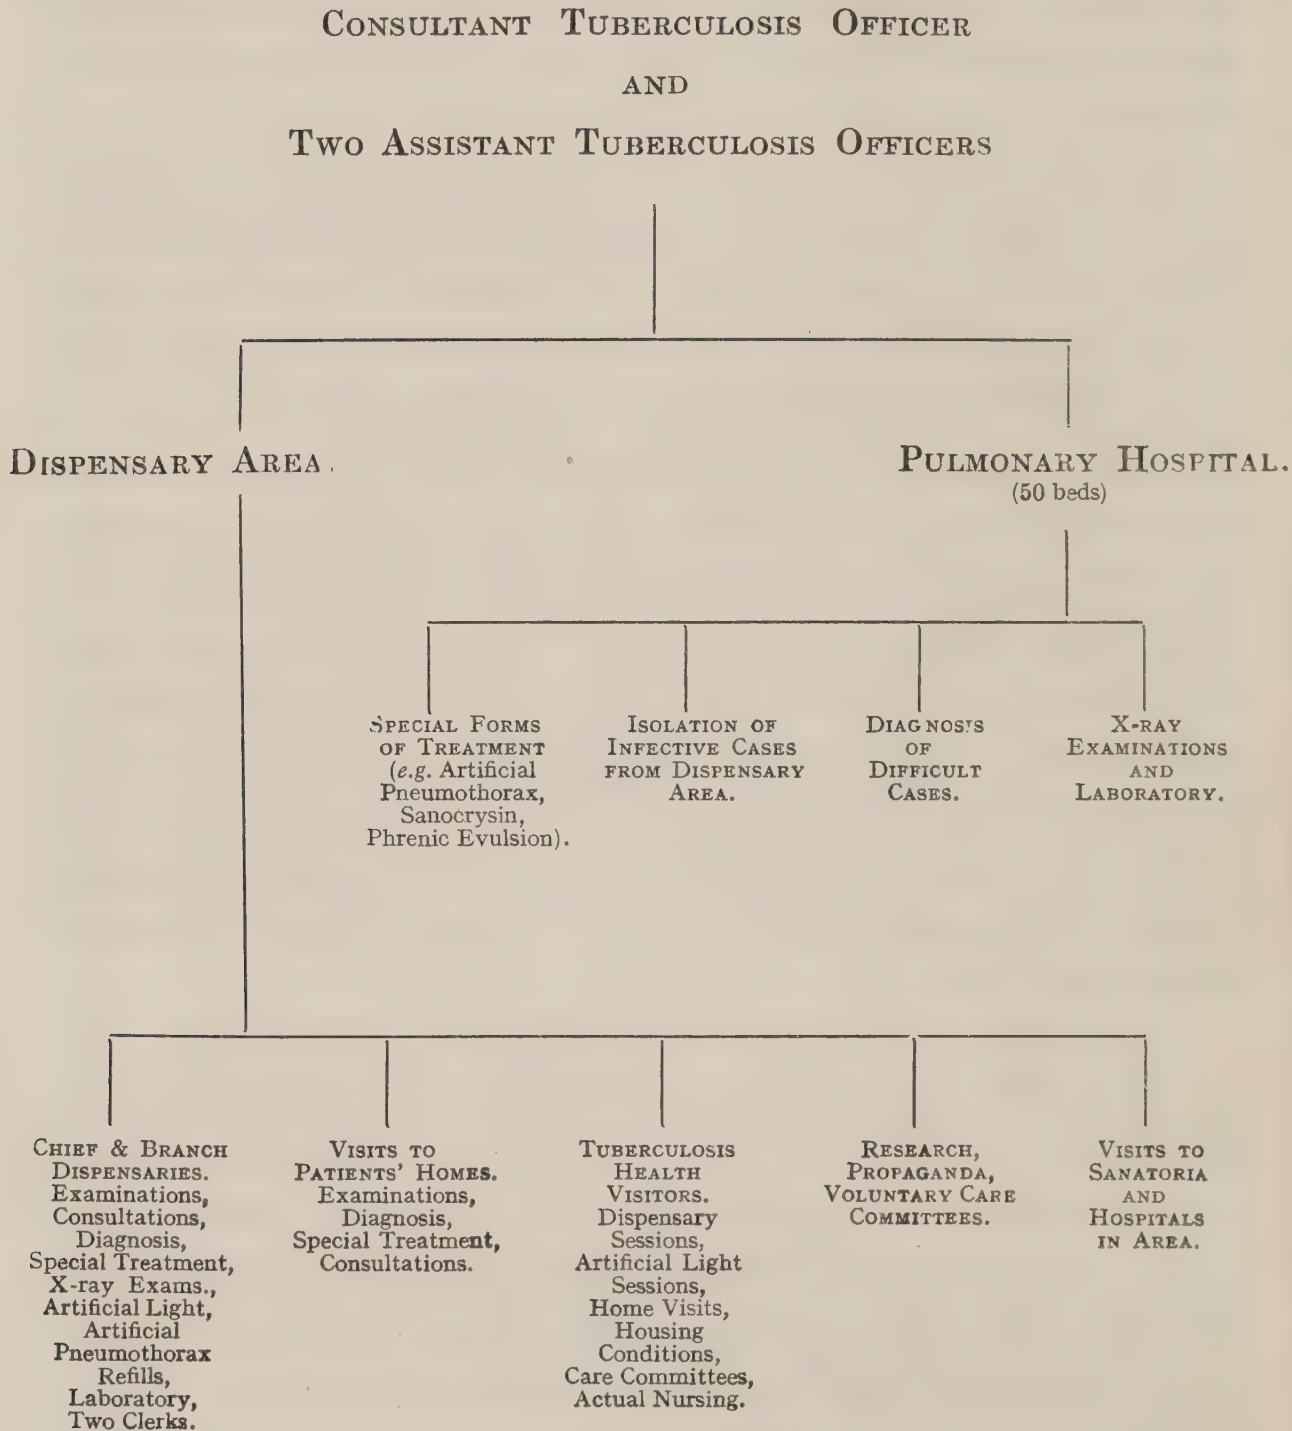 CONSULTANT TUBERCULOSIS OFFICER
AND
TWO ASSISTANT TUBERCULOSIS OFFICERS
DISPENSARY AREA.
PULMONARY HOSPITAL.
(50 beds)
SPECIAL FORMS
OF TREATMENT
(e.g. Artificial
Pneumothorax,
Sanocrysin,
Phrenic Evulsion).
ISOLATION OF
INFECTIVE CASES
FROM DISPENSARY
AREA.
DIAGNOSIS
OF
DIFFICULT
CASES.
X-RAY
EXAMINATIONS
AND
LABORATORY.
CHIEF & BRANCH
DISPENSARIES.
Examinations,
Consultations,
Diagnosis,
Special Treatment,
X-ray Exams.,
Artificial Light,
Artificial
Pneumothorax
Refills,
Laboratory,
Two Clerks.
VISITS TO
PATIENTS' HOMES.
Examinations,
Diagnosis,
Special Treatment,
Consultations.
TUBERCULOSIS
HEALTH
VISITORS.
Dispensary
Sessions,
Artificial Light
Sessions,
Home Visits,
Housing
Conditions,
Care Committees,
Actual Nursing.
RESEARCH,
PROPAGANDA,
VOLUNTARY CARE
COMMITTEES.
VISITS TO
SANATORIA
AND
HOSPITALS
IN AREA.